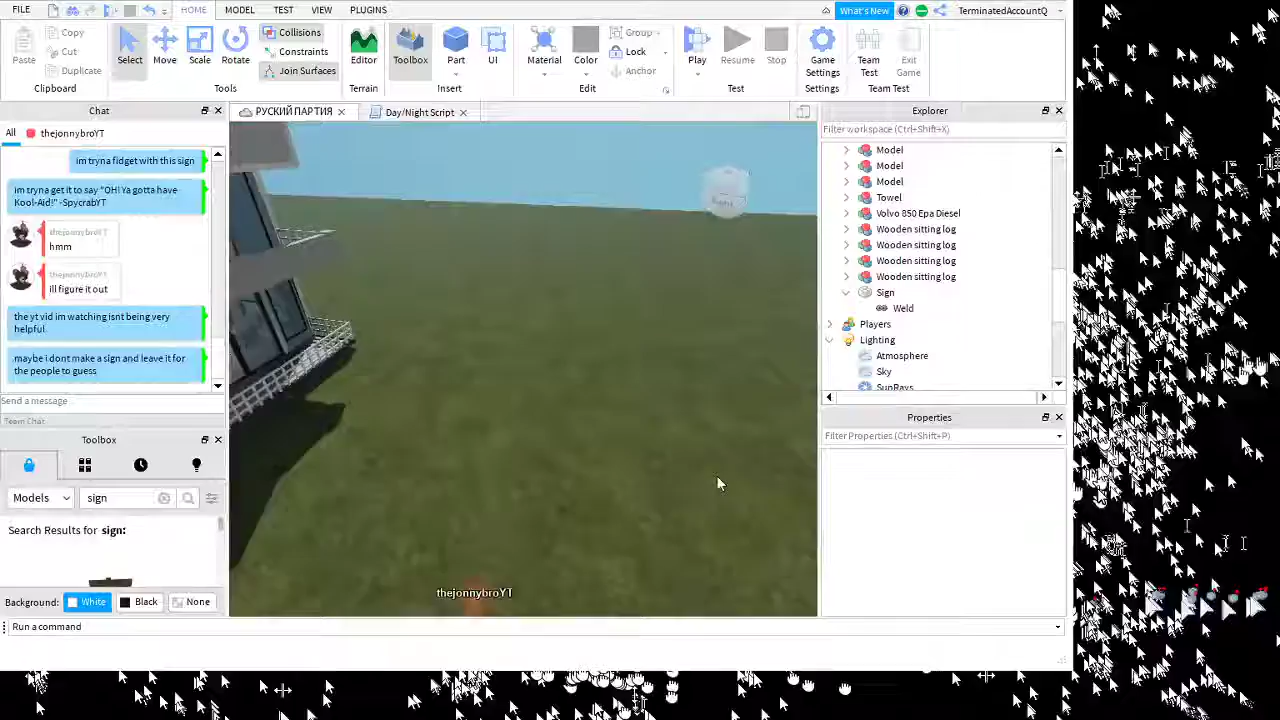 FILE HOME MODEL TEST VIEW PLUGINS What's New TerminatedAccountQ
Paste Copy Cut Duplicate Clipboard
Select Move Scale Rotate Tools
Collisions
Constraints
Join Surfaces
Editor Terrain
Toolbox Part UI Insert
Material Color Group Lock Anchor Edit
Play Resume Stop Test
Game Settings Settings
Team Test Exit Game Team Test
Chat
РУСКИЙ ПАРТИЯ Day/Night Script
Explorer
All thejonnybroYT
Filter workspace (Ctrl+Shift+X)
im tryna fidget with this sign
im tryna get it to say "OH! Ya gotta have
Kool-Aid!" -SpycrabYT
thejonnybroYT
hmm
thejonnybroYT
ill figure it out
the yt vid im watching isnt being very
helpful.
maybe i dont make a sign and leave it for
the people to guess
Send a message
Team Chat
Model
Model
Model
Towel
Volvo 850 Epa Diesel
Wooden sitting log
Wooden sitting log
Wooden sitting log
Wooden sitting log
Sign
Weld
Players
Lighting
Atmosphere
Sky
SunRays
Properties
Filter Properties (Ctrl+Shift+P)
Toolbox
Models sign
Search Results for sign:
Background: White Black None
thejonnybroYT
Run a command